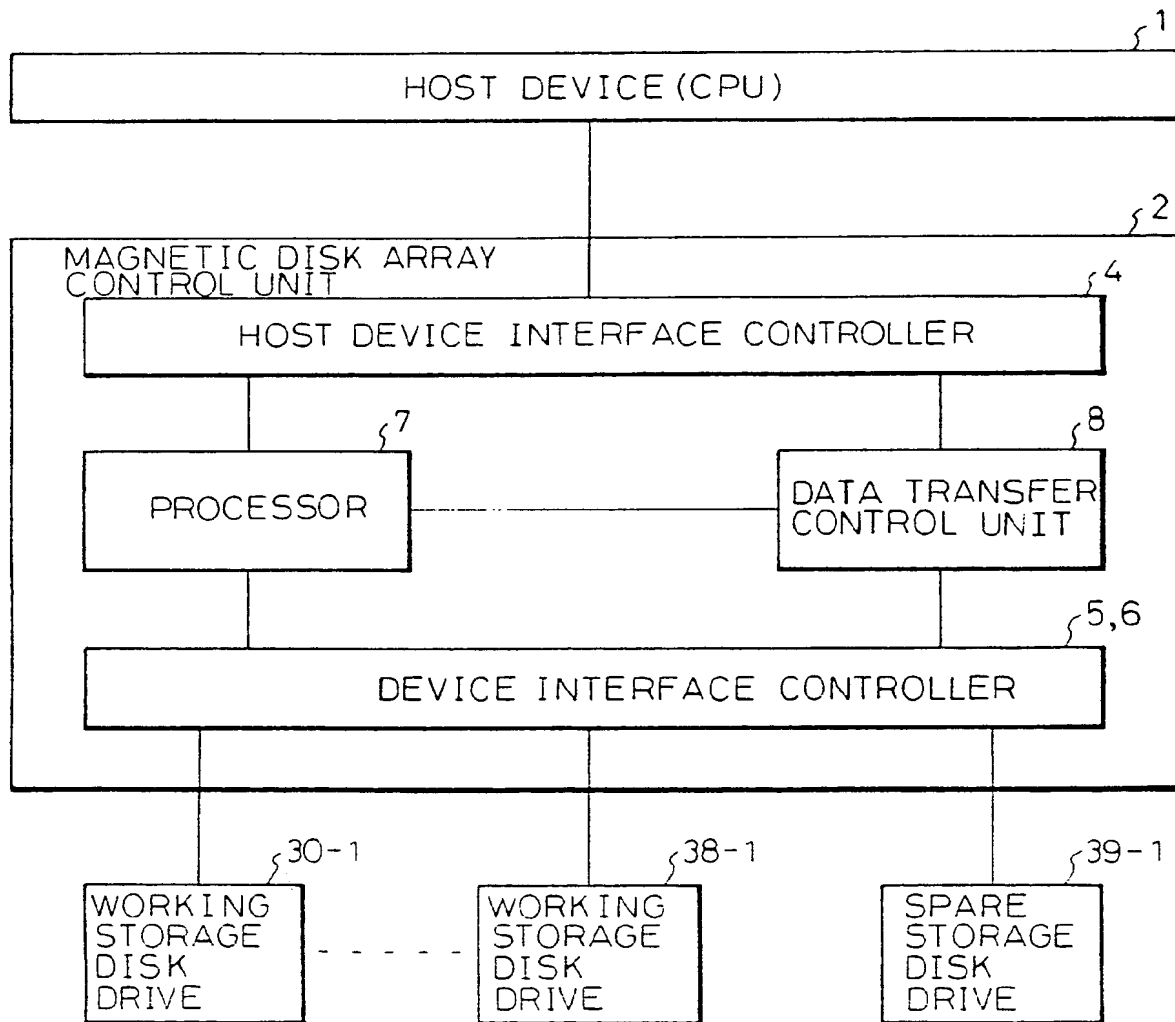 1
HOST DEVICE (CPU)
2
MAGNETIC DISK ARRAY
CONTROL UNIT
4
HOST DEVICE INTERFACE CONTROLLER
7
8
PROCESSOR
DATA TRANSFER
CONTROL UNIT
5,6
DEVICE INTERFACE CONTROLLER
30-1
38-1
39-1
WORKING
STORAGE
DISK
DRIVE
WORKING
STORAGE
DISK
DRIVE
SPARE
STORAGE
DISK
DRIVE